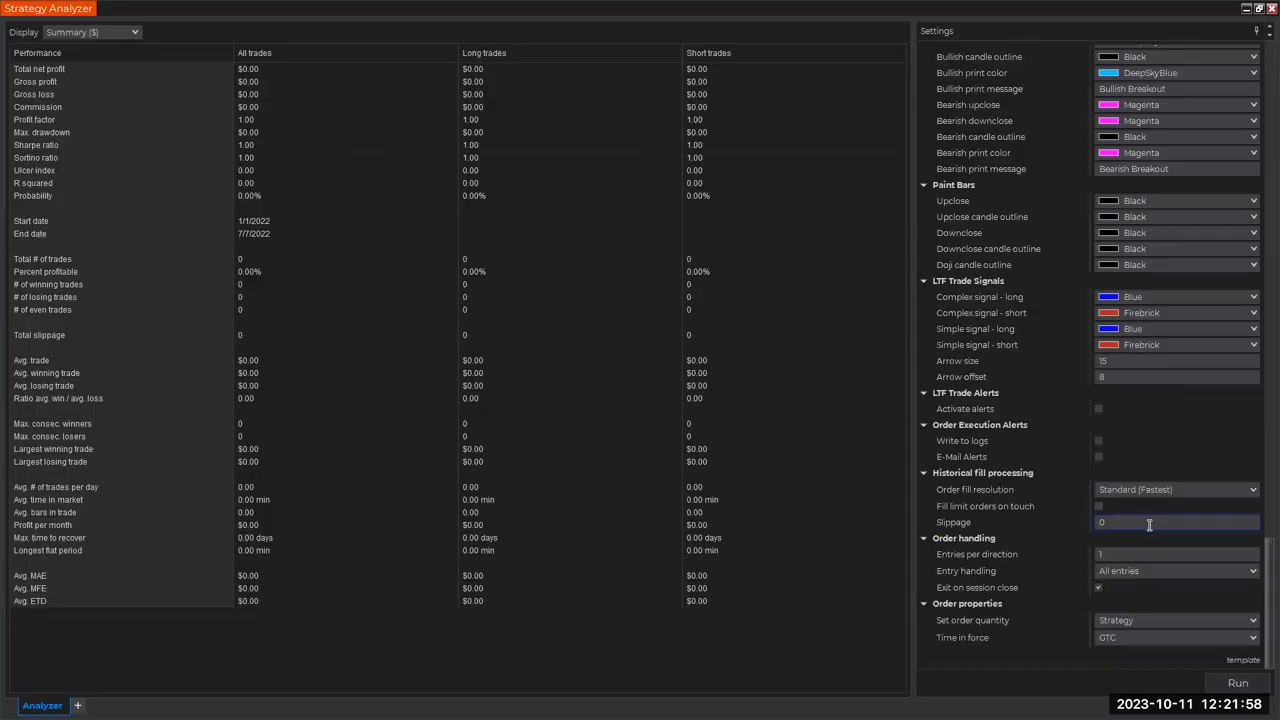 Strategy Analyzer
Display Summary ($)
Performance All trades Long trades Short trades
Total net profit $0.00 $0.00 $0.00
Gross profit $0.00 $0.00 $0.00
Gross loss $0.00 $0.00 $0.00
Commission $0.00 $0.00 $0.00
Profit factor 1.00 1.00 1.00
Max. drawdown $0.00 $0.00 $0.00
Sharpe ratio 1.00 1.00 1.00
Sortino ratio 1.00 1.00 1.00
Ulcer index 0.00 0.00 0.00
R squared 0.00 0.00 0.00
Probability 0.00% 0.00% 0.00%
Start date 1/1/2022
End date 7/7/2022
Total # of trades 0 0 0
Percent profitable 0.00% 0.00% 0.00%
# of winning trades 0 0 0
# of losing trades 0 0 0
# of even trades 0 0 0
Total slippage 0 0 0
Avg. trade $0.00 $0.00 $0.00
Avg. winning trade $0.00 $0.00 $0.00
Avg. losing trade $0.00 $0.00 $0.00
Ratio avg. win / avg. loss 0.00 0.00 0.00
Max. consec. winners 0 0 0
Max. consec. losers 0 0 0
Largest winning trade $0.00 $0.00 $0.00
Largest losing trade $0.00 $0.00 $0.00
Avg. # of trades per day 0.00 0.00 0.00
Avg. time in market 0.00 min 0.00 min 0.00 min
Avg. bars in trade 0.00 0.00 0.00
Profit per month $0.00 $0.00 $0.00
Max. time to recover 0.00 days 0.00 days 0.00 days
Longest flat period 0.00 min 0.00 min 0.00 min
Avg. MAE $0.00 $0.00 $0.00
Avg. MFE $0.00 $0.00 $0.00
Avg. ETD $0.00 $0.00 $0.00
Analyzer +
Settings
Bullish candle outline Black
Bullish print color DeepSkyBlue
Bullish print message Bullish Breakout
Bearish upclose Magenta
Bearish downclose Magenta
Bearish candle outline Black
Bearish print color Magenta
Bearish print message Bearish Breakout
Paint Bars
Upclose Black
Upclose candle outline Black
Downclose Black
Downclose candle outline Black
Doji candle outline Black
LTF Trade Signals
Complex signal - long Blue
Complex signal - short Firebrick
Simple signal - long Blue
Simple signal - short Firebrick
Arrow size 15
Arrow offset 8
LTF Trade Alerts
Activate alerts
Order Execution Alerts
Write to logs
E-Mail Alerts
Historical fill processing
Order fill resolution Standard (Fastest)
Fill limit orders on touch
Slippage 0
Order handling
Entries per direction 1
Entry handling All entries
Exit on session close
Order properties
Set order quantity Strategy
Time in force GTC
template
Run
2023-10-11 12:21:58